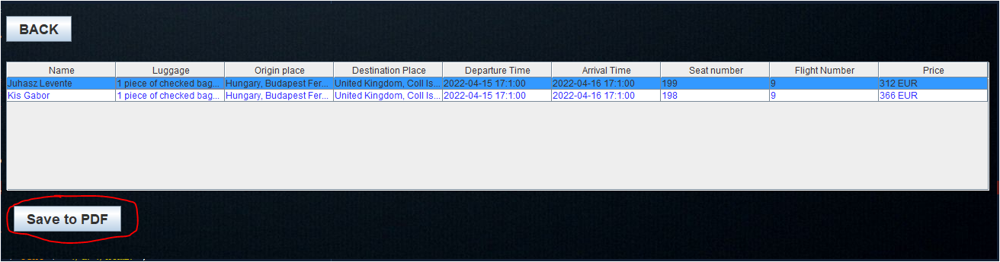 BACK
Name Luggage Origin place Destination Place Departure Time Arrival Time Seat number Flight Number Price
Juhasz Levente 1 piece of checked bag... Hungary, Budapest Fer... United Kingdom, Coll Is... 2022-04-15 17:1:00 2022-04-16 17:1:00 199 9 312 EUR
Kis Gabor 1 piece of checked bag... Hungary, Budapest Fer... United Kingdom, Coll Is... 2022-04-15 17:1:00 2022-04-16 17:1:00 198 9 366 EUR
Save to PDF